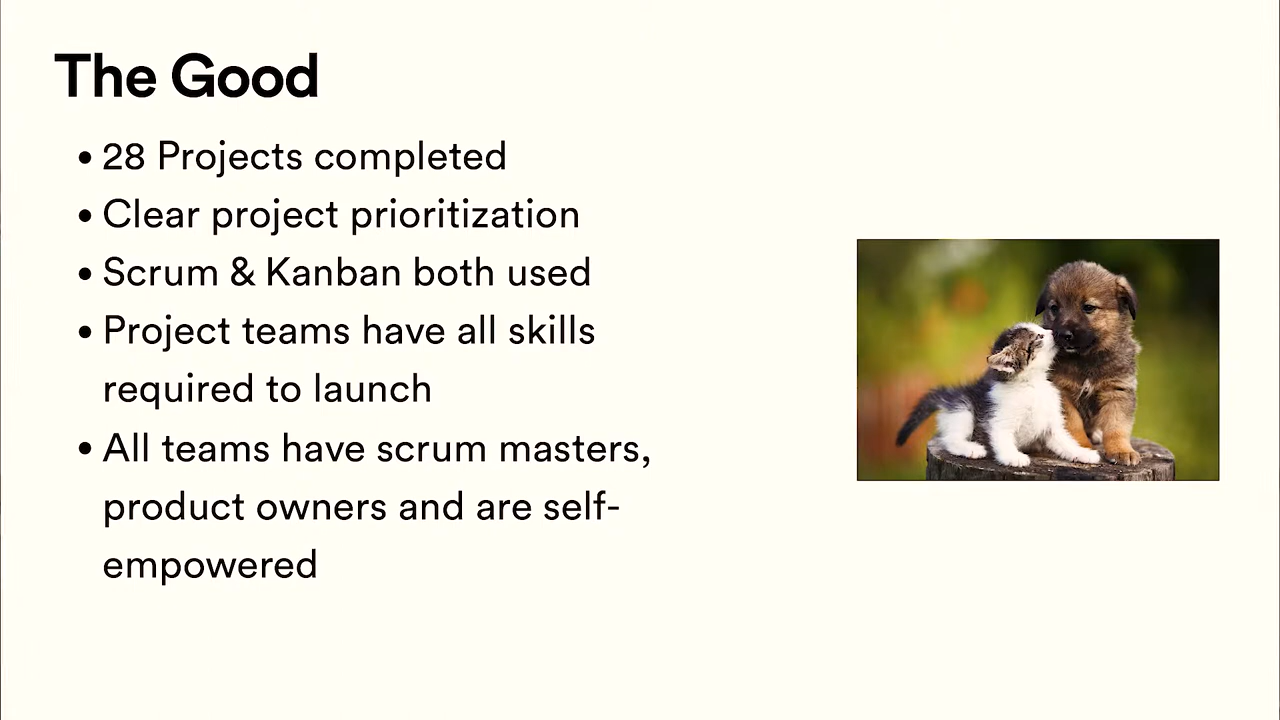 The Good
• 28 Projects completed
• Clear project prioritization
• Scrum & Kanban both used
• Project teams have all skills
required to launch
• All teams have scrum masters,
product owners and are self-
empowered